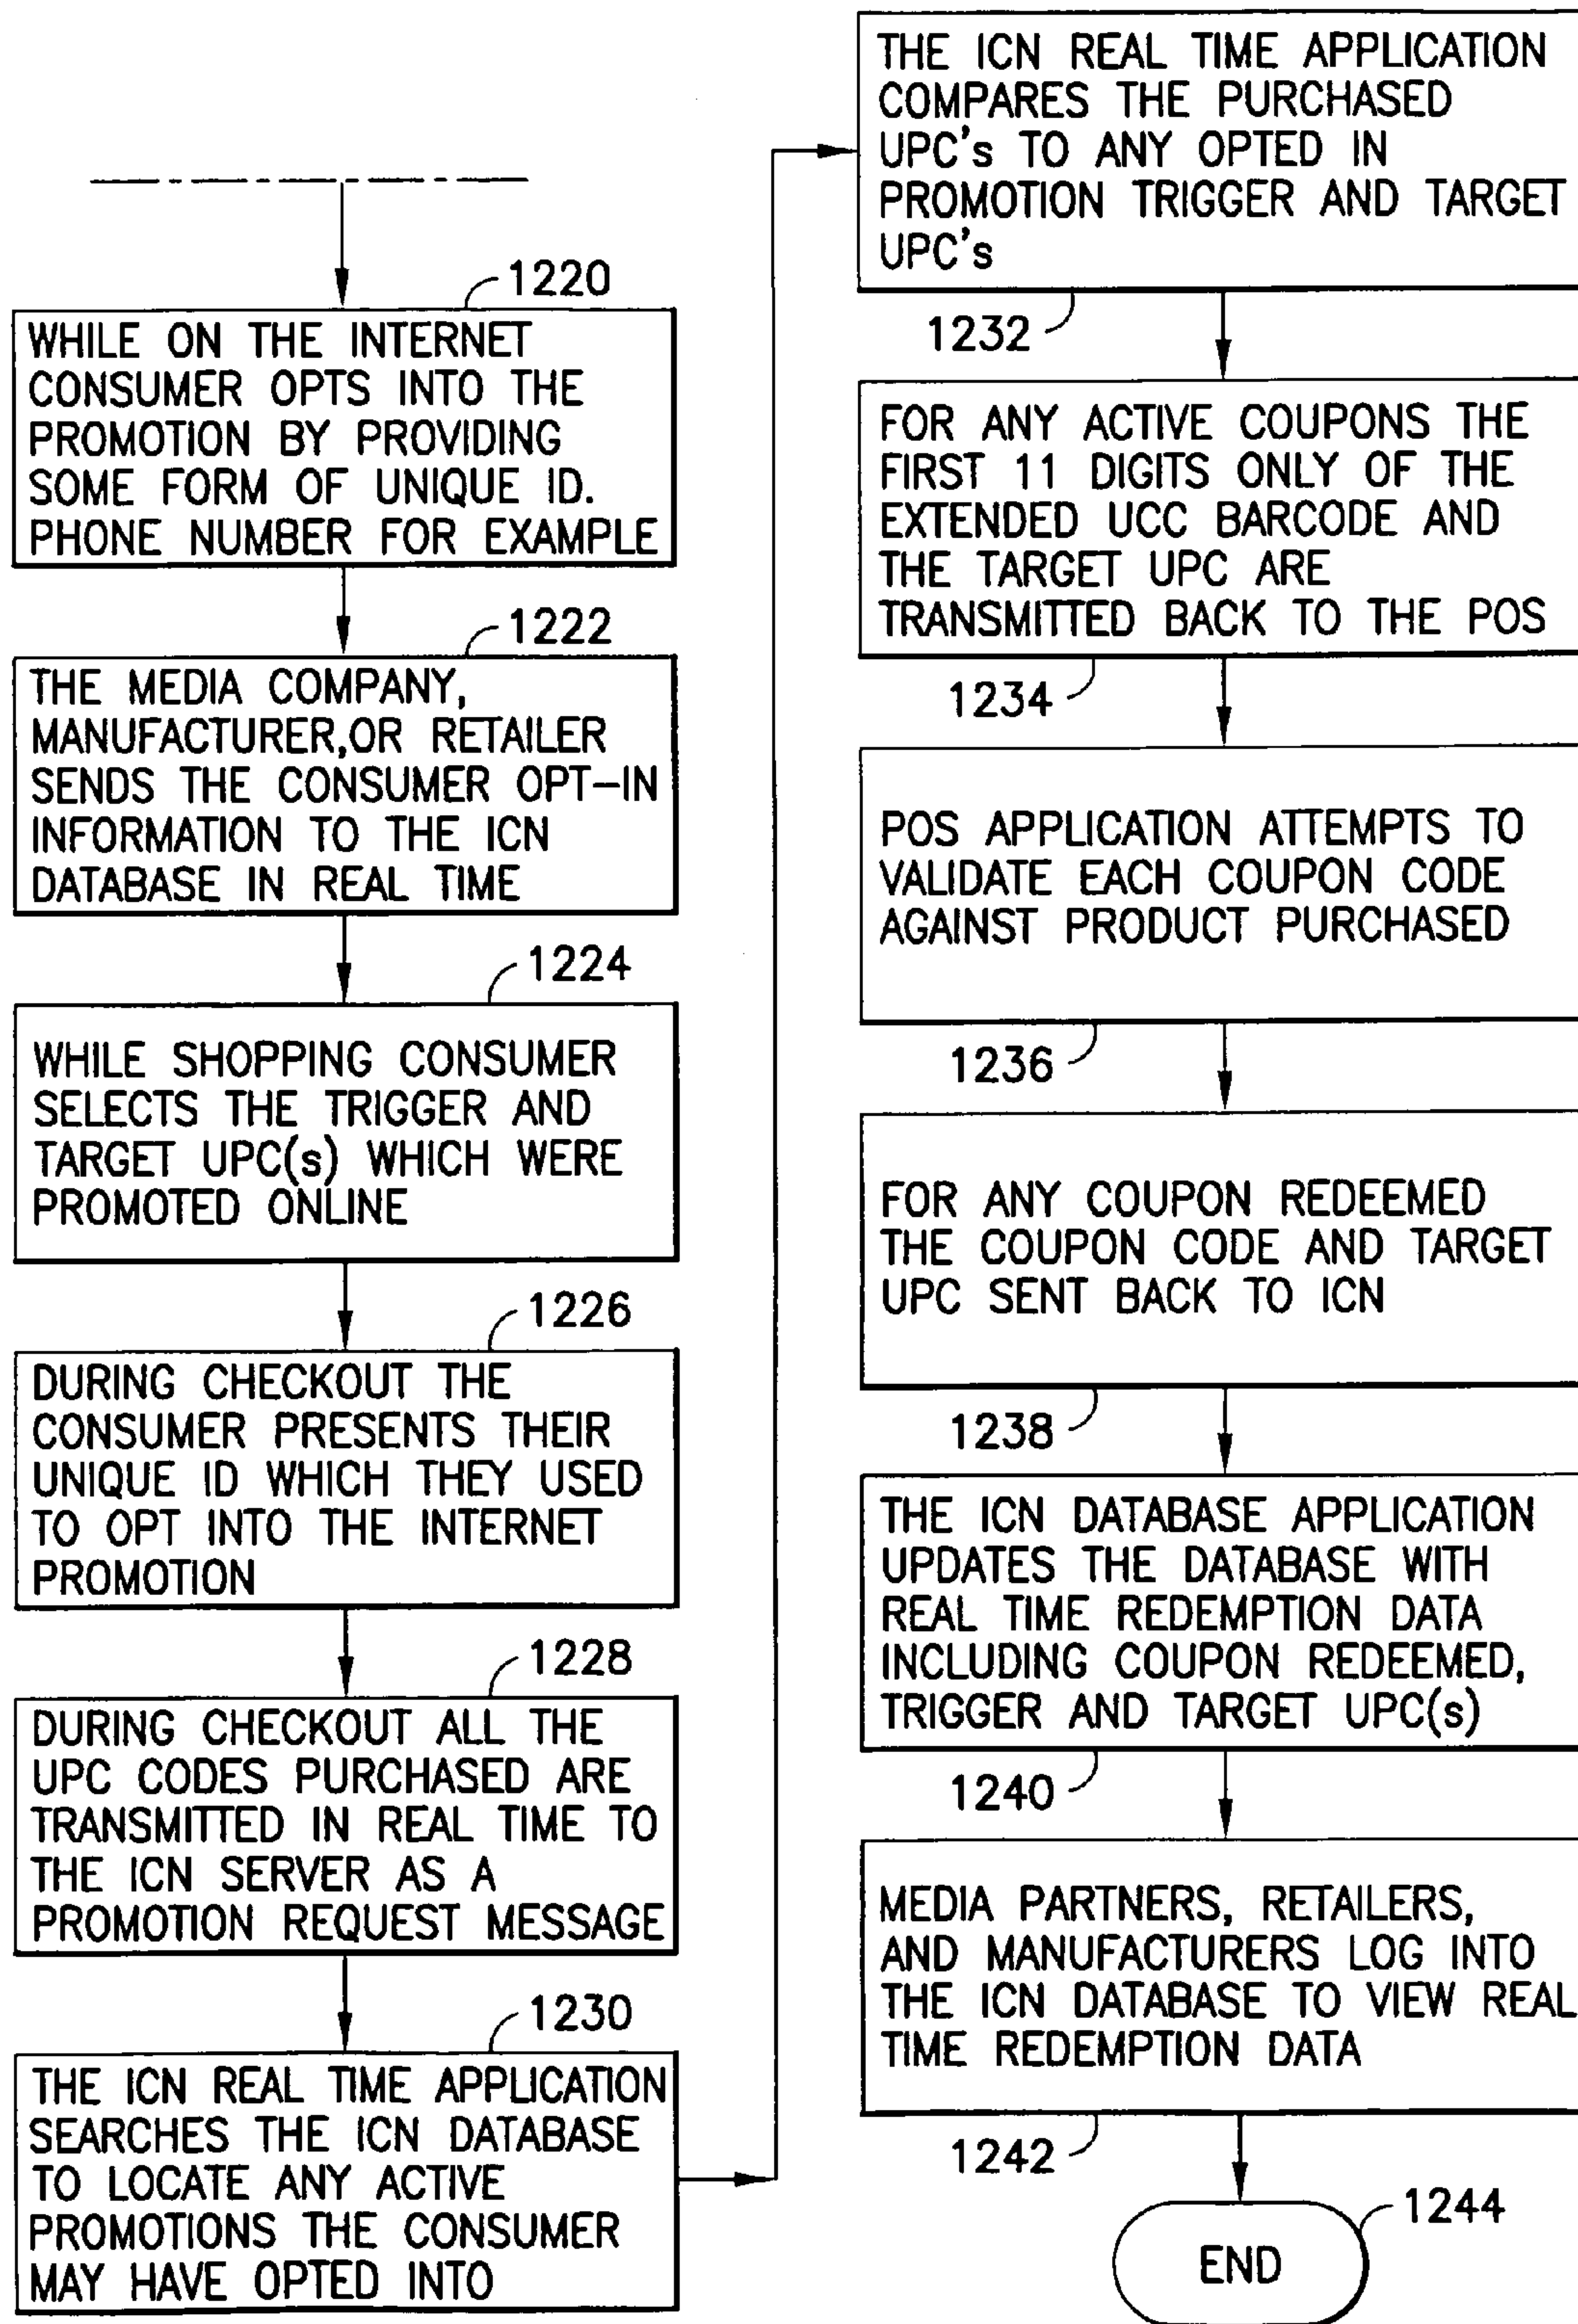 1220
WHILE ON THE INTERNET
CONSUMER OPTS INTO THE
PROMOTION BY PROVIDING
SOME FORM OF UNIQUE ID.
PHONE NUMBER FOR EXAMPLE
1222
THE MEDIA COMPANY,
MANUFACTURER,OR RETAILER
SENDS THE CONSUMER OPT-IN
INFORMATION TO THE ICN
DATABASE IN REAL TIME
1224
WHILE SHOPPING CONSUMER
SELECTS THE TRIGGER AND
TARGET UPC(s) WHICH WERE
PROMOTED ONLINE
1226
DURING CHECKOUT THE
CONSUMER PRESENTS THEIR
UNIQUE ID WHICH THEY USED
TO OPT INTO THE INTERNET
PROMOTION
1228
DURING CHECKOUT ALL THE
UPC CODES PURCHASED ARE
TRANSMITTED IN REAL TIME TO
THE ICN SERVER AS A
PROMOTION REQUEST MESSAGE
1230
THE ICN REAL TIME APPLICATION
SEARCHES THE ICN DATABASE
TO LOCATE ANY ACTIVE
PROMOTIONS THE CONSUMER
MAY HAVE OPTED INTO
THE ICN REAL TIME APPLICATION
COMPARES THE PURCHASED
UPC's TO ANY OPTED IN
PROMOTION TRIGGER AND TARGET
UPC's
1232
FOR ANY ACTIVE COUPONS THE
FIRST 11 DIGITS ONLY OF THE
EXTENDED UCC BARCODE AND
THE TARGET UPC ARE
TRANSMITTED BACK TO THE POS
1234
POS APPLICATION ATTEMPTS TO
VALIDATE EACH COUPON CODE
AGAINST PRODUCT PURCHASED
1236
FOR ANY COUPON REDEEMED
THE COUPON CODE AND TARGET
UPC SENT BACK TO ICN
1238
THE ICN DATABASE APPLICATION
UPDATES THE DATABASE WITH
REAL TIME REDEMPTION DATA
INCLUDING COUPON REDEEMED,
TRIGGER AND TARGET UPC(s)
1240
MEDIA PARTNERS, RETAILERS,
AND MANUFACTURERS LOG INTO
THE ICN DATABASE TO VIEW REAL
TIME REDEMPTION DATA
1242
1244
END